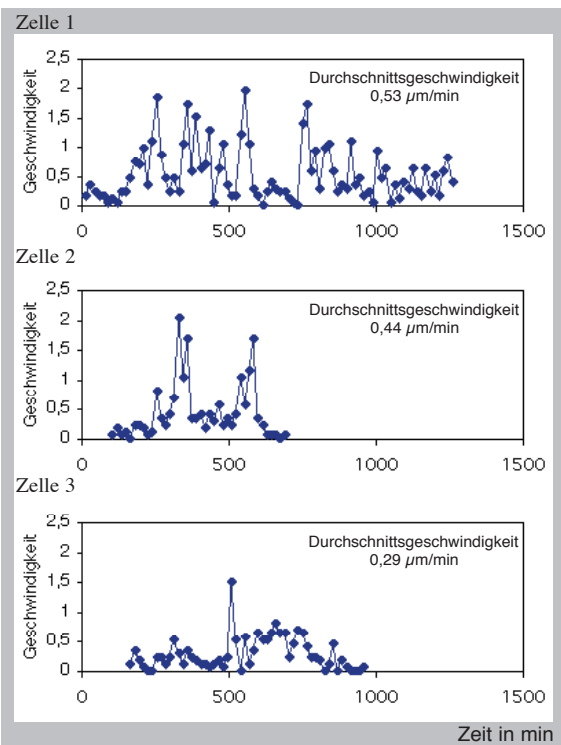 Zelle 1
2,5
2
1,5
1
0,5
0
Geschwindigkeit
Durchschnittsgeschwindigkeit
0,53 µm/min
0
500
1000
1500
Zelle 2
2,5
2
1,5
1
0,5
0
Geschwindigkeit
Durchschnittsgeschwindigkeit
0,44 µm/min
0
500
1000
1500
Zelle 3
2,5
2
1,5
1
0,5
0
Geschwindigkeit
Durchschnittsgeschwindigkeit
0,29 µm/min
0
500
1000
1500
Zeit in min